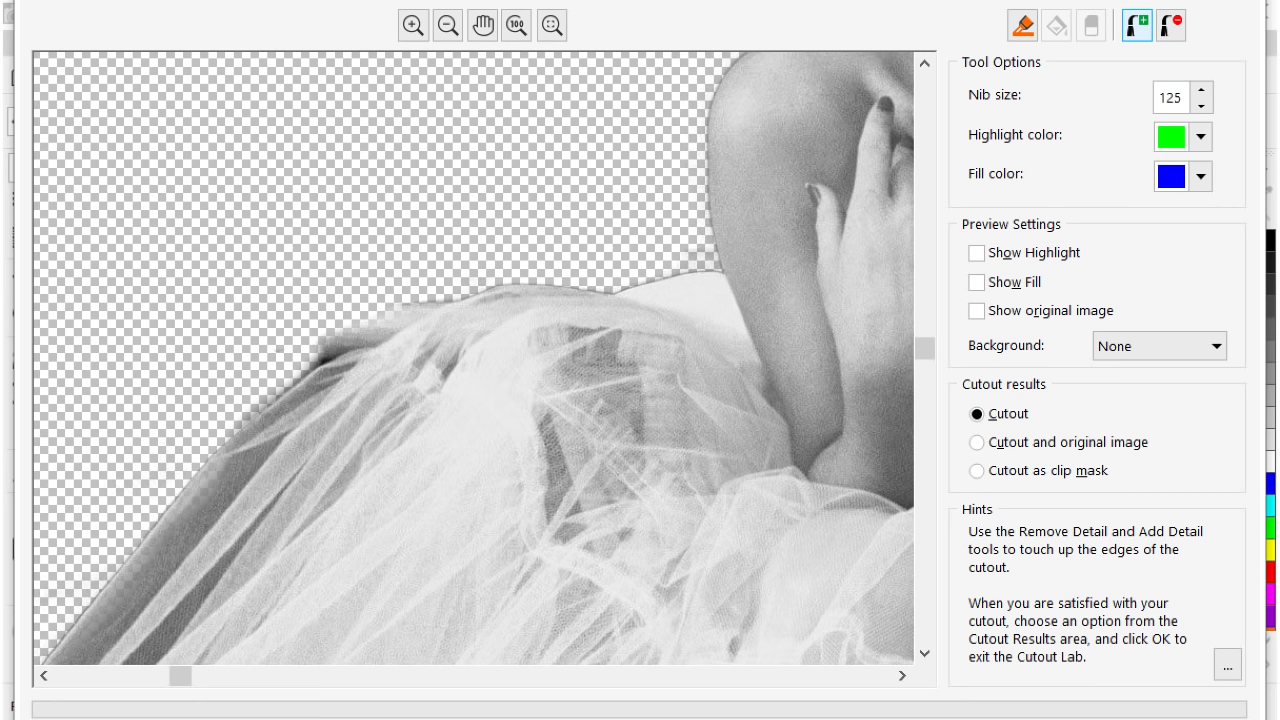 100
Tool Options
Nib size:
125
Highlight color:
Fill color:
Preview Settings
Show Highlight
Show Fill
Show original image
Background:
None
Cutout results
Cutout
Cutout and original image
Cutout as clip mask
Hints
Use the Remove Detail and Add Detail
tools to touch up the edges of the
cutout.
When you are satisfied with your
cutout, choose an option from the
Cutout Results area, and click OK to
exit the Cutout Lab.
...